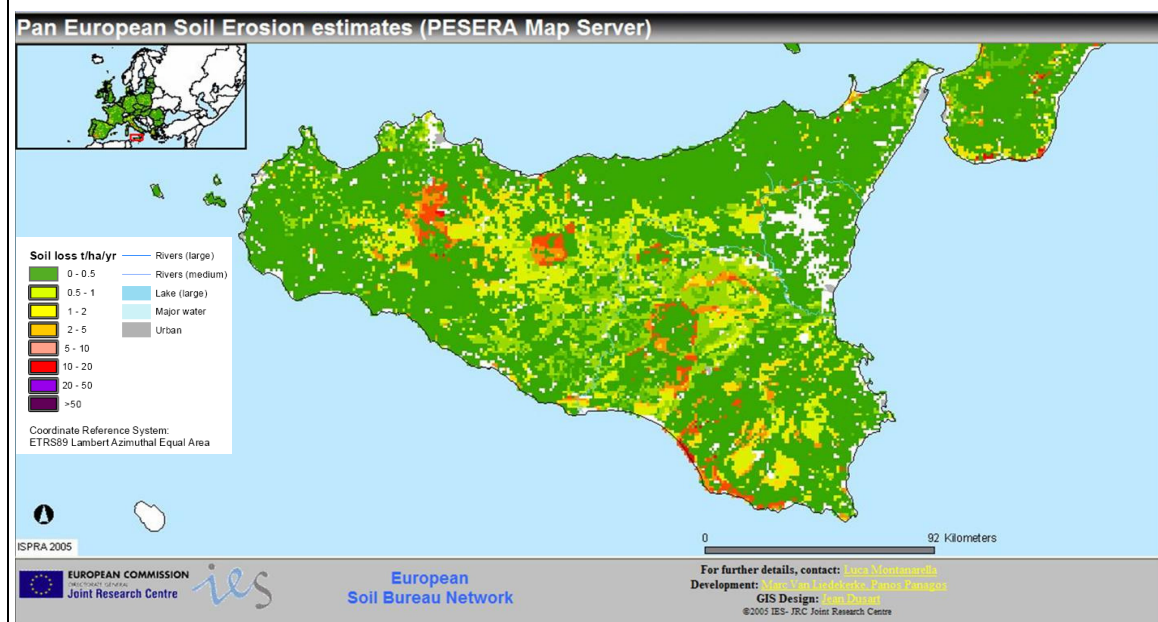 Pan European Soil Erosion estimates (PESERA Map Server)
Soil loss t/ha/yr
0 - 0.5
0.5 - 1
1 - 2
2 - 5
5 - 10
10 - 20
20 - 50
>50
Rivers (large)
Rivers (medium)
Lake (large)
Major water
Urban
Coordinate Reference System:
ETRS89 Lambert Azimuthal Equal Area
ISPRA 2005
0 92 Kilometers
EUROPEAN COMMISSION
DIRECTORATE GENERAL
Joint Research Centre
ies
European
Soil Bureau Network
For further details, contact: Luca Montanarella
Development: Marc Van Liedekerke, Panos Panagos
GIS Design: Jean Dusart
©2005 IES- JRC Joint Research Centre